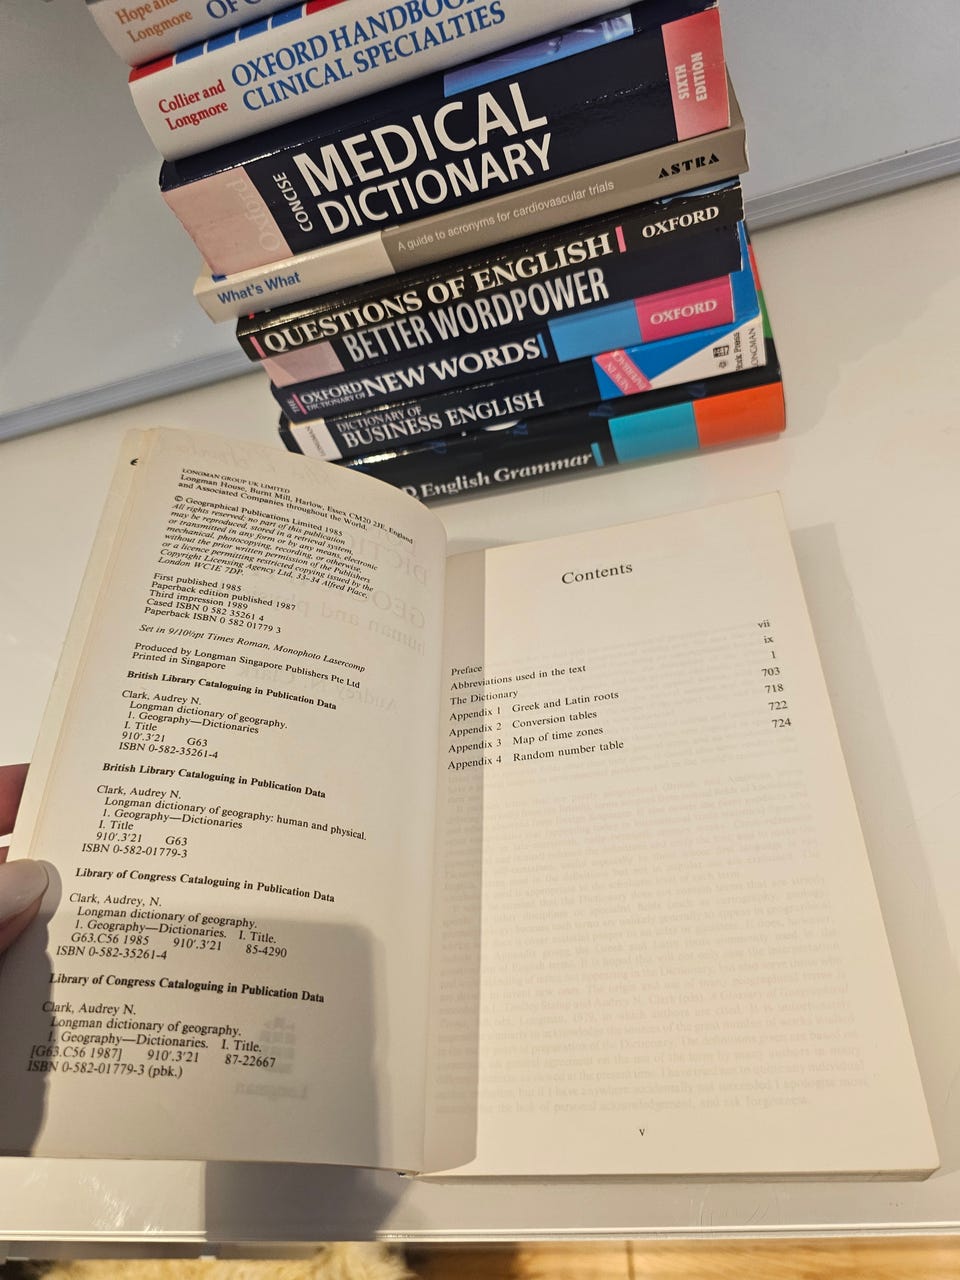 Hope and
Longmore
OF C
Collier and
Longmore
OXFORD HANDBOO
CLINICAL SPECIALTIES
Oxford
CONCISE
MEDICAL
DICTIONARY
SIXTH
EDITION
What's What
A guide to acronyms for cardiovascular trials
ASTRA
QUESTIONS OF ENGLISH
OXFORD
BETTER WORDPOWER
THE OXFORD
DICTIONARY OF
NEW WORDS
OXFORD
LONGMAN
DICTIONARY OF
BUSINESS ENGLISH
NEW IN
PAPERBACK
York Press
LONGMAN
English Grammar
LONGMAN GROUP UK LIMITED
Longman House, Burnt Mill, Harlow, Essex CM20 2JE, England
and Associated Companies throughout the World.
© Geographical Publications Limited 1985
All rights reserved; no part of this publication
may be reproduced, stored in a retrieval system,
or transmitted in any form or by any means, electronic
mechanical, photocopying, recording, or otherwise,
without the prior written permission of the Publishers
or a licence permitting restricted copying issued by the
Copyright Licensing Agency Ltd, 33-34 Alfred Place,
London WC1E 7DP.
First published 1985
Paperback edition published 1987
Third impression 1989
Cased ISBN 0 582 35261 4
Paperback ISBN 0 582 01779 3
Set in 9/10½pt Times Roman, Monophoto Lasercomp
Produced by Longman Singapore Publishers Pte Ltd
Printed in Singapore
British Library Cataloguing in Publication Data
Clark, Audrey N.
Longman dictionary of geography.
1. Geography—Dictionaries
I. Title
910'.3'21 G63
ISBN 0-582-35261-4
British Library Cataloguing in Publication Data
Clark, Audrey N.
Longman dictionary of geography: human and physical.
1. Geography—Dictionaries
I. Title
910'.3'21 G63
ISBN 0-582-01779-3
Library of Congress Cataloguing in Publication Data
Clark, Audrey, N.
Longman dictionary of geography.
1. Geography—Dictionaries. I. Title.
G63.C56 1985 910'.3'21 85-4290
ISBN 0-582-35261-4
Library of Congress Cataloguing in Publication Data
Clark, Audrey N.
Longman dictionary of geography.
1. Geography—Dictionaries. I. Title.
[G63.C56 1987] 910'.3'21 87-22667
ISBN 0-582-01779-3 (pbk.)
Contents
Preface vii
Abbreviations used in the text ix
The Dictionary 1
Appendix 1 Greek and Latin roots 703
Appendix 2 Conversion tables 718
Appendix 3 Map of time zones 722
Appendix 4 Random number table 724
v